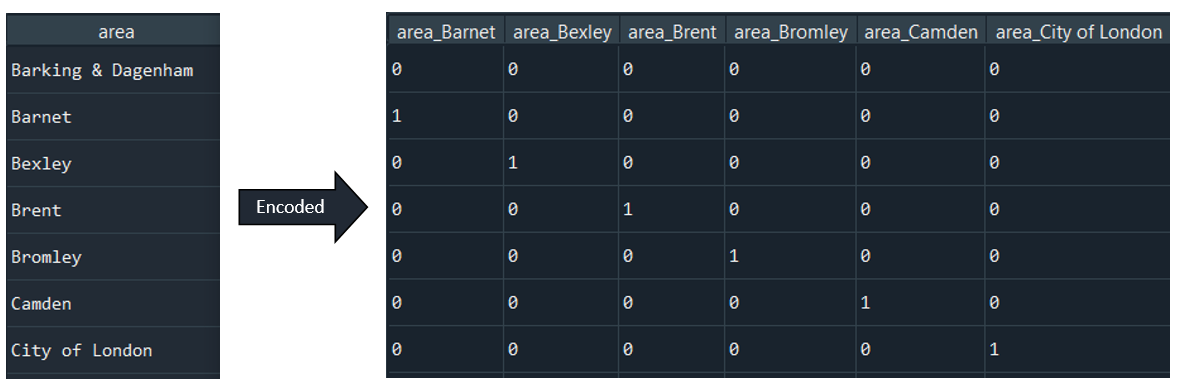 area area_Barnet area_Bexley area_Brent area_Bromley area_Camden area_City of London
Barking & Dagenham 0 0 0 0 0 0
Barnet 1 0 0 0 0 0
Bexley 0 1 0 0 0 0
Encoded
Brent 0 0 1 0 0 0
Bromley 0 0 0 1 0 0
Camden 0 0 0 0 1 0
City of London 0 0 0 0 0 1